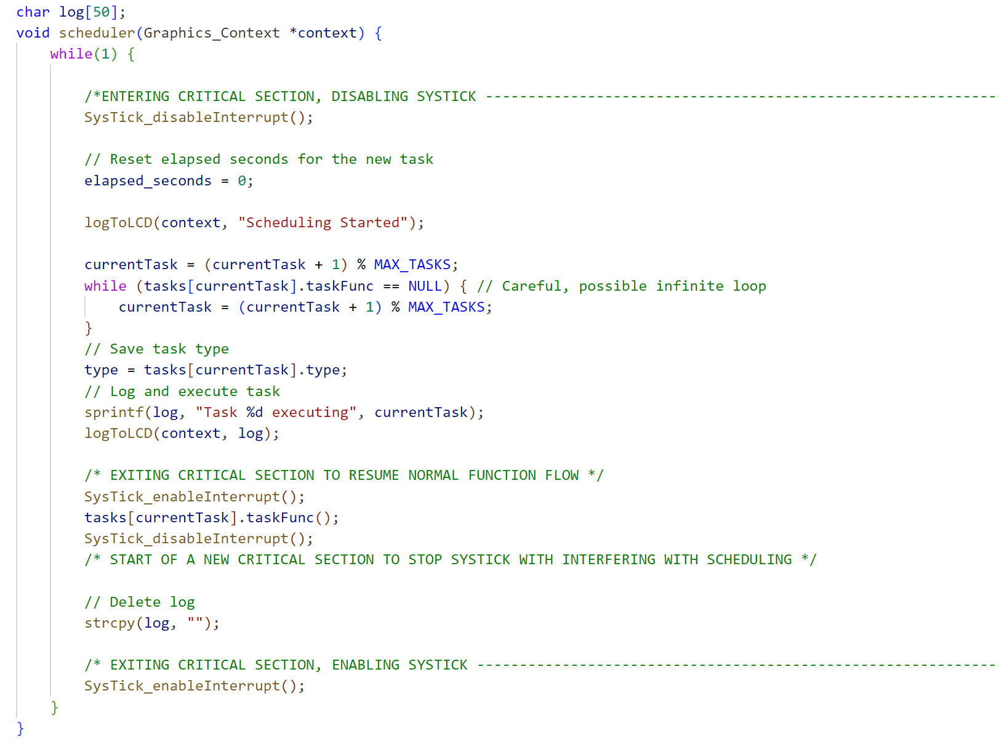 char log[50];
void scheduler(Graphics_Context *context) {
    while(1) {

        /*ENTERING CRITICAL SECTION, DISABLING SYSTICK ------------------------------------------------------------
        SysTick_disableInterrupt();

        // Reset elapsed seconds for the new task
        elapsed_seconds = 0;

        logToLCD(context, "Scheduling Started");

        currentTask = (currentTask + 1) % MAX_TASKS;
        while (tasks[currentTask].taskFunc == NULL) { // Careful, possible infinite loop
            currentTask = (currentTask + 1) % MAX_TASKS;
        }
        // Save task type
        type = tasks[currentTask].type;
        // Log and execute task
        sprintf(log, "Task %d executing", currentTask);
        logToLCD(context, log);

        /* EXITING CRITICAL SECTION TO RESUME NORMAL FUNCTION FLOW */
        SysTick_enableInterrupt();
        tasks[currentTask].taskFunc();
        SysTick_disableInterrupt();
        /* START OF A NEW CRITICAL SECTION TO STOP SYSTICK WITH INTERFERING WITH SCHEDULING */

        // Delete log
        strcpy(log, "");

        /* EXITING CRITICAL SECTION, ENABLING SYSTICK -------------------------------------------------------------
        SysTick_enableInterrupt();
    }
}